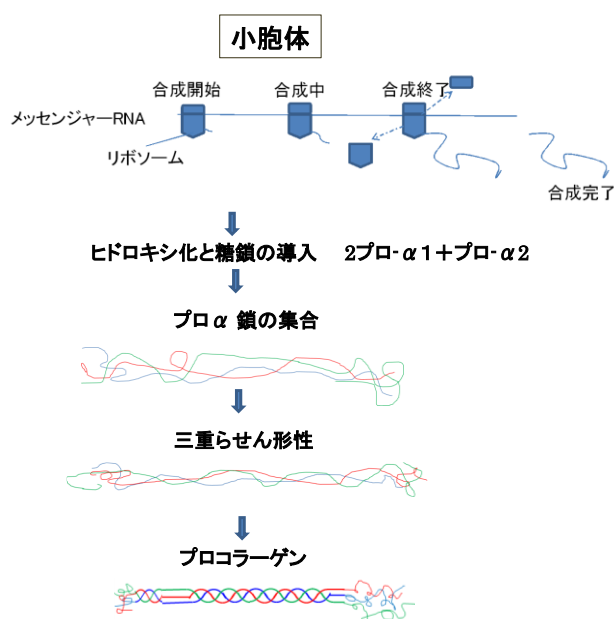 小胞体
合成開始
合成中
合成終了
メッセンジャーRNA
リボソーム
合成完了
ヒドロキシ化と糖鎖の導入 2プロ-α1+プロ-α2
プロα 鎖の集合
三重らせん形性
プロコラーゲン